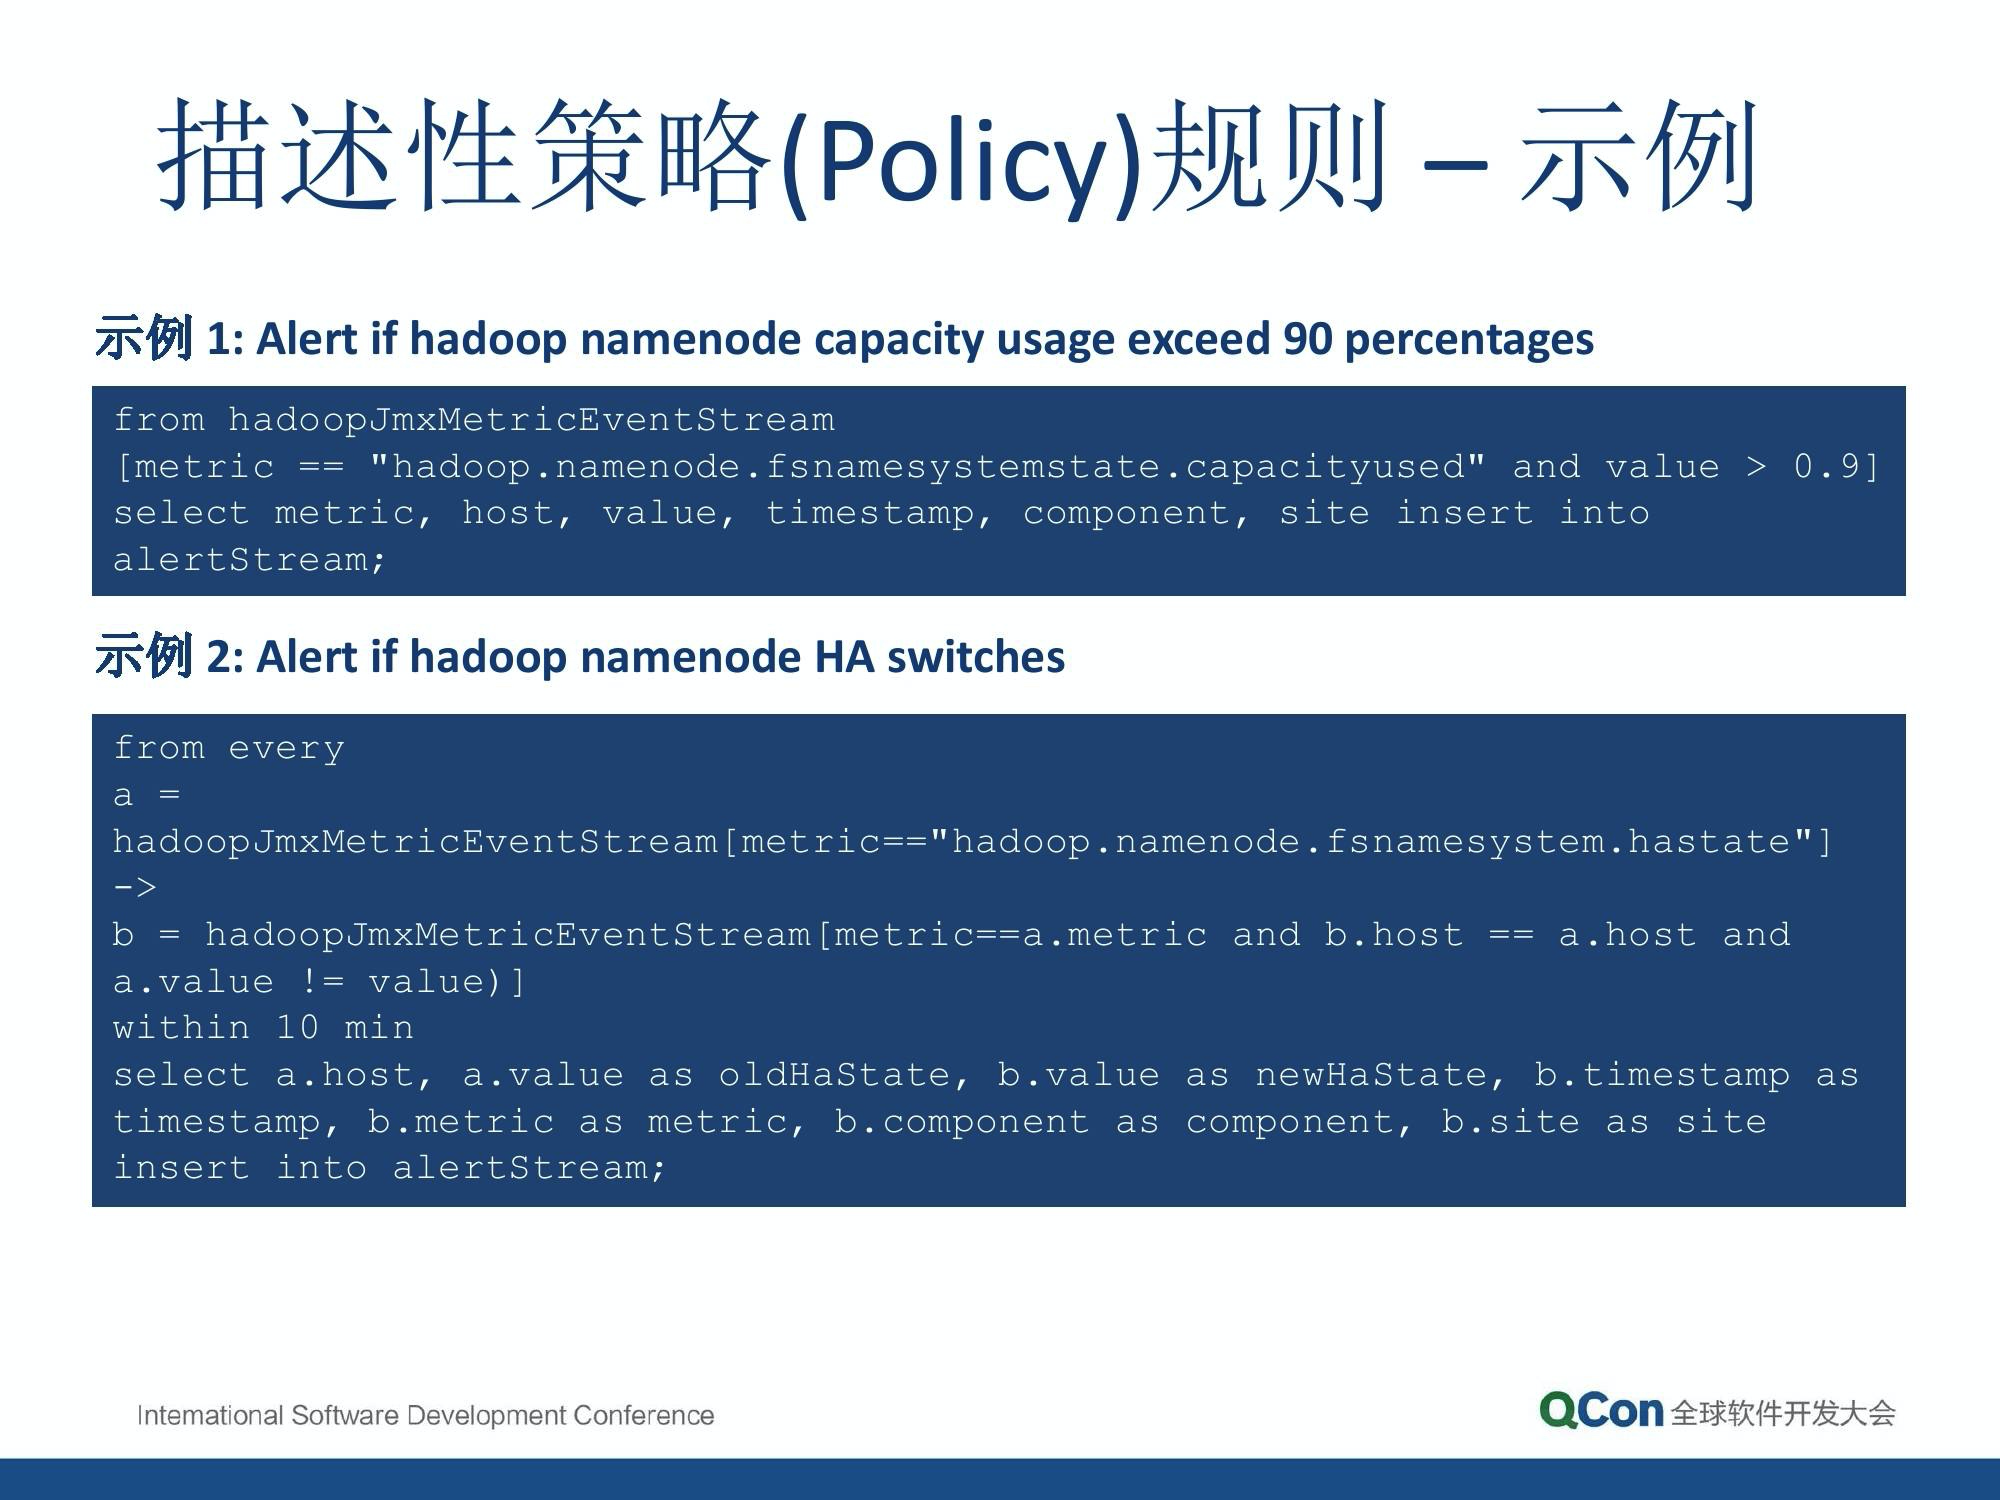 描述性策略(Policy)规则 – 示例
示例 1: Alert if hadoop namenode capacity usage exceed 90 percentages
from hadoopJmxMetricEventStream
[metric == "hadoop.namenode.fsnamesystemstate.capacityused" and value > 0.9]
select metric, host, value, timestamp, component, site insert into
alertStream;
示例 2: Alert if hadoop namenode HA switches
from every
a =
hadoopJmxMetricEventStream[metric=="hadoop.namenode.fsnamesystem.hastate"]
->
b = hadoopJmxMetricEventStream[metric==a.metric and b.host == a.host and
a.value != value)]
within 10 min
select a.host, a.value as oldHaState, b.value as newHaState, b.timestamp as
timestamp, b.metric as metric, b.component as component, b.site as site
insert into alertStream;
International Software Development Conference
QCon 全球软件开发大会